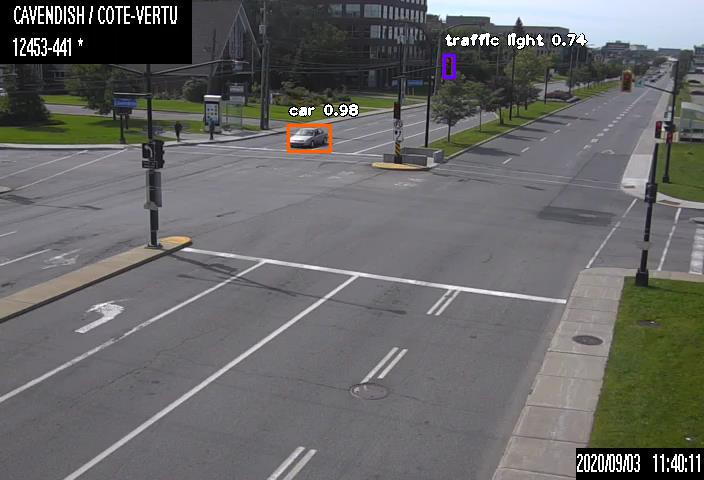 CAVENDISH / COTE-VERTU
12453-441 *
traffic light 0.74
car 0.98
2020/09/03 11:40:11